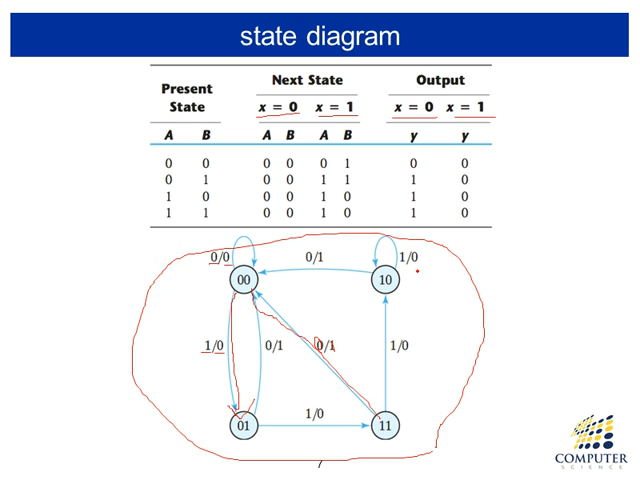 state diagram
Present State
Next State
Output
x = 0 x = 1 x = 0 x = 1
A B A B A B y y
0 0 0 0 0 1 0 0
0 1 0 0 1 1 1 0
1 0 0 0 1 0 1 0
1 1 0 0 1 0 1 0
0/0 0/1 1/0
00 10
1/0 0/1 0/1 1/0
1/0
01 11
7
COMPUTER
SCIENCE